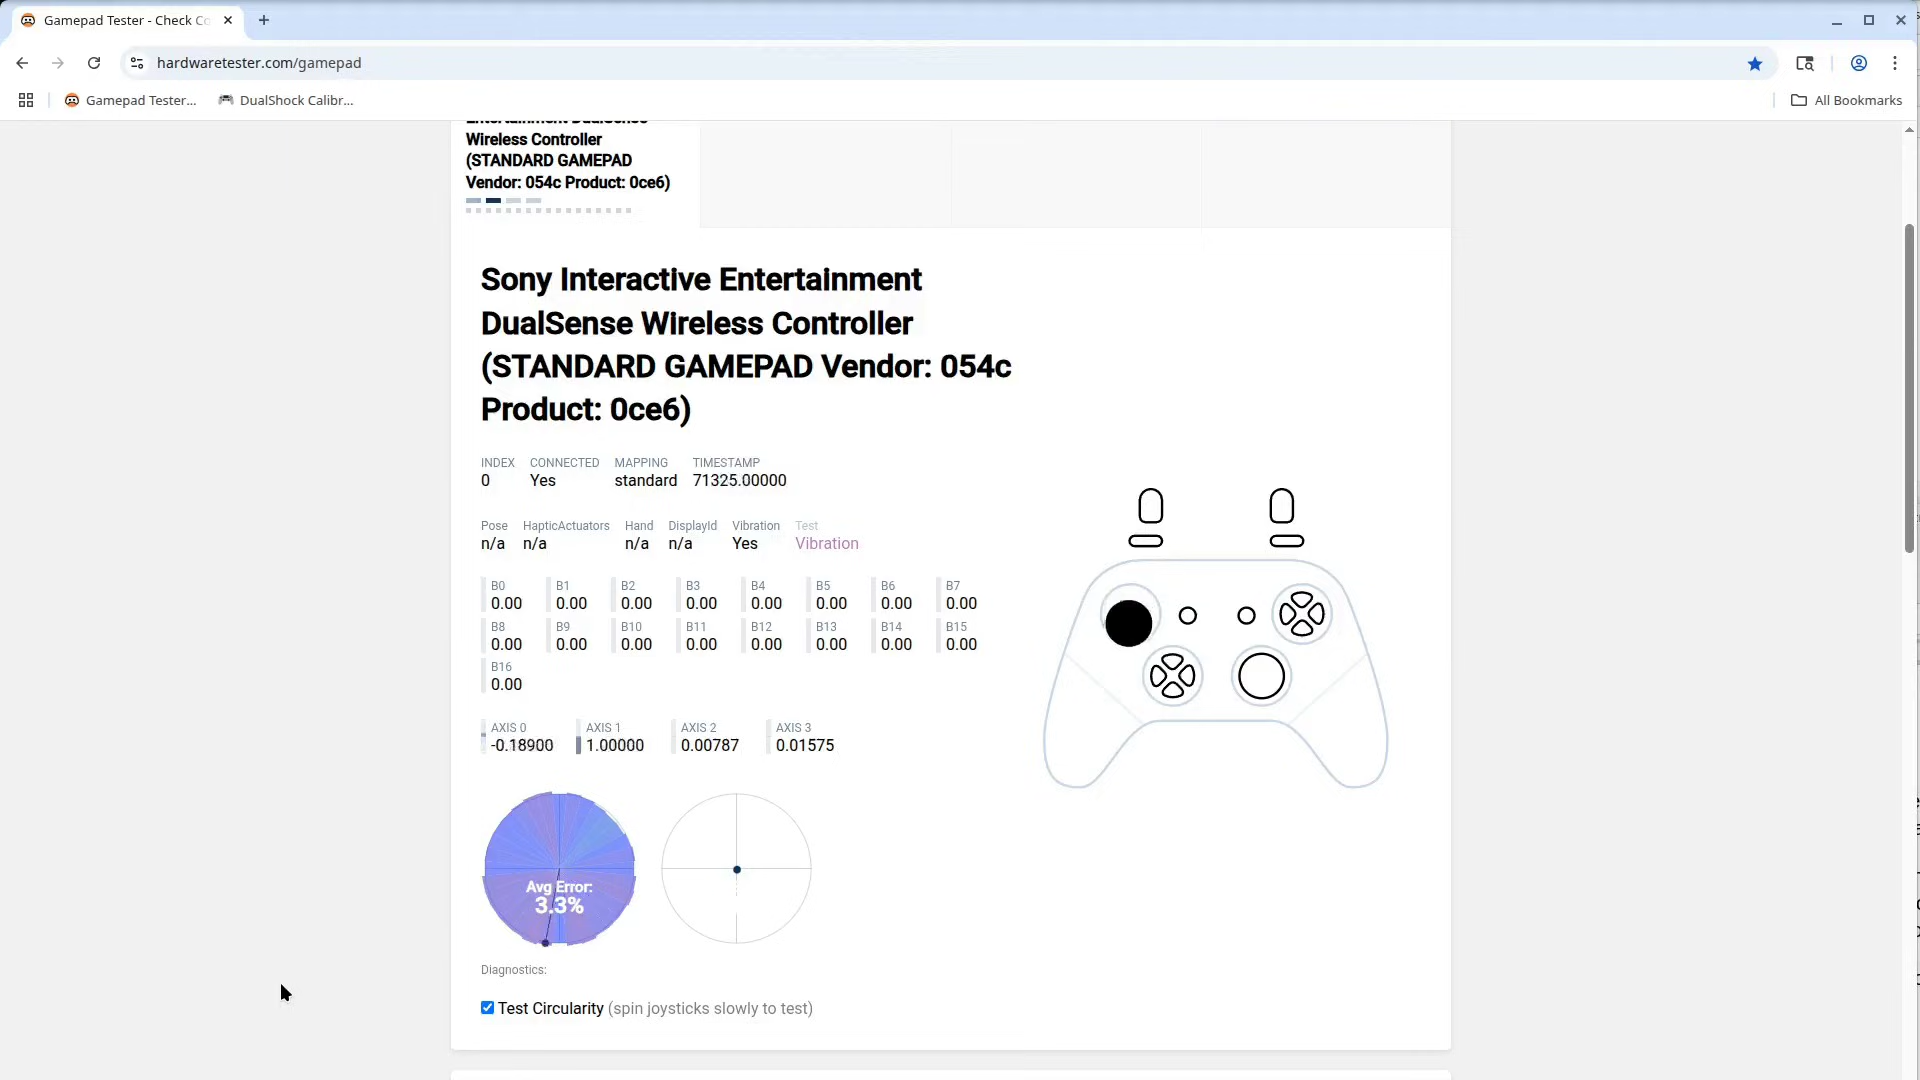 Gamepad Tester - Check Co
hardwaretester.com/gamepad
Gamepad Tester...
DualShock Calibr...
All Bookmarks
Entertainment DualSense
Wireless Controller
(STANDARD GAMEPAD
Vendor: 054c Product: 0ce6)
Sony Interactive Entertainment
DualSense Wireless Controller
(STANDARD GAMEPAD Vendor: 054c
Product: 0ce6)
INDEX CONNECTED MAPPING TIMESTAMP
0 Yes standard 71325.00000
Pose HapticActuators Hand DisplayId Vibration Test
n/a n/a n/a n/a Yes Vibration
B0 B1 B2 B3 B4 B5 B6 B7
0.00 0.00 0.00 0.00 0.00 0.00 0.00 0.00
B8 B9 B10 B11 B12 B13 B14 B15
0.00 0.00 0.00 0.00 0.00 0.00 0.00 0.00
B16
0.00
AXIS 0 AXIS 1 AXIS 2 AXIS 3
-0.18900 1.00000 0.00787 0.01575
Avg Error:
3.3%
Diagnostics:
Test Circularity (spin joysticks slowly to test)